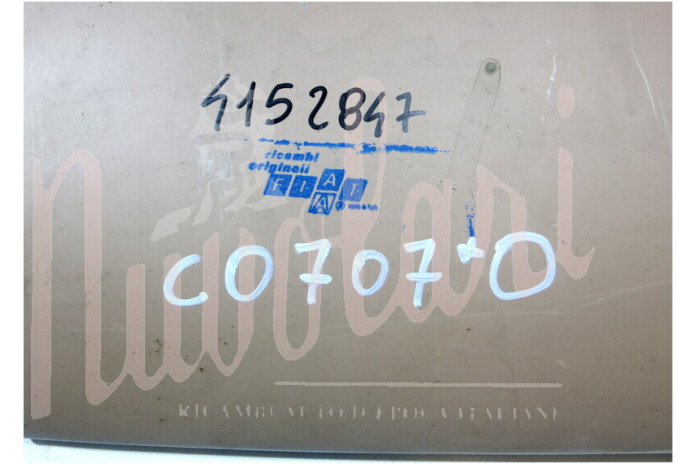 4152847
ricambi
originali
FIAT
C0707*0
nuvolari